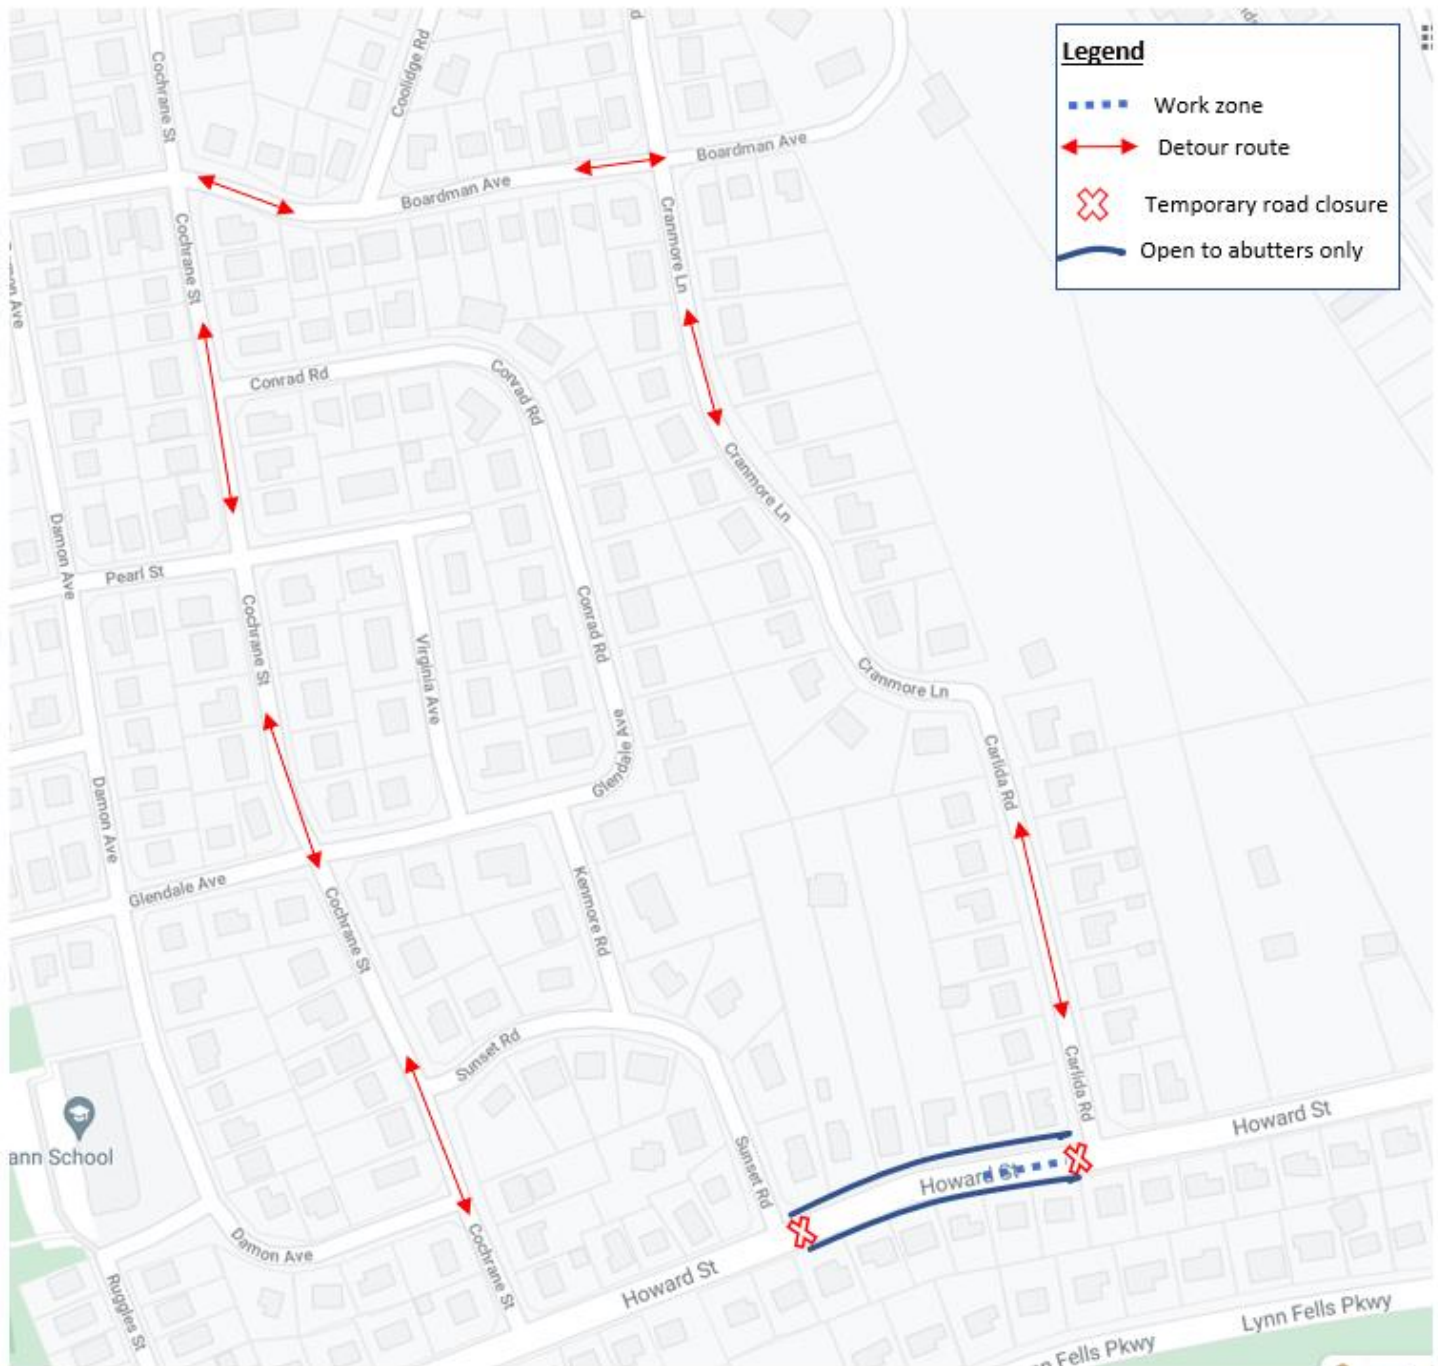 Legend
Work zone
Detour route
Temporary road closure
Open to abutters only
Cochrane St
Coolidge Rd
Boardman Ave
Boardman Ave
Cochrane St
Cranmore Ln
Conrad Rd
Conrad Rd
Cranmore Ln
Damon Ave
Pearl St
Cochrane St
Conrad Rd
Virginia Ave
Cranmore Ln
Glendale Ave
Carlida Rd
Damon Ave
Glendale Ave
Cochrane St
Kenmore Rd
Sunset Rd
Carlida Rd
Howard St
ann School
Sunset Rd
Howard St
Damon Ave
Cochrane St
Howard St
Ruggles St
Lynn Fells Pkwy
n Fells Pkwy